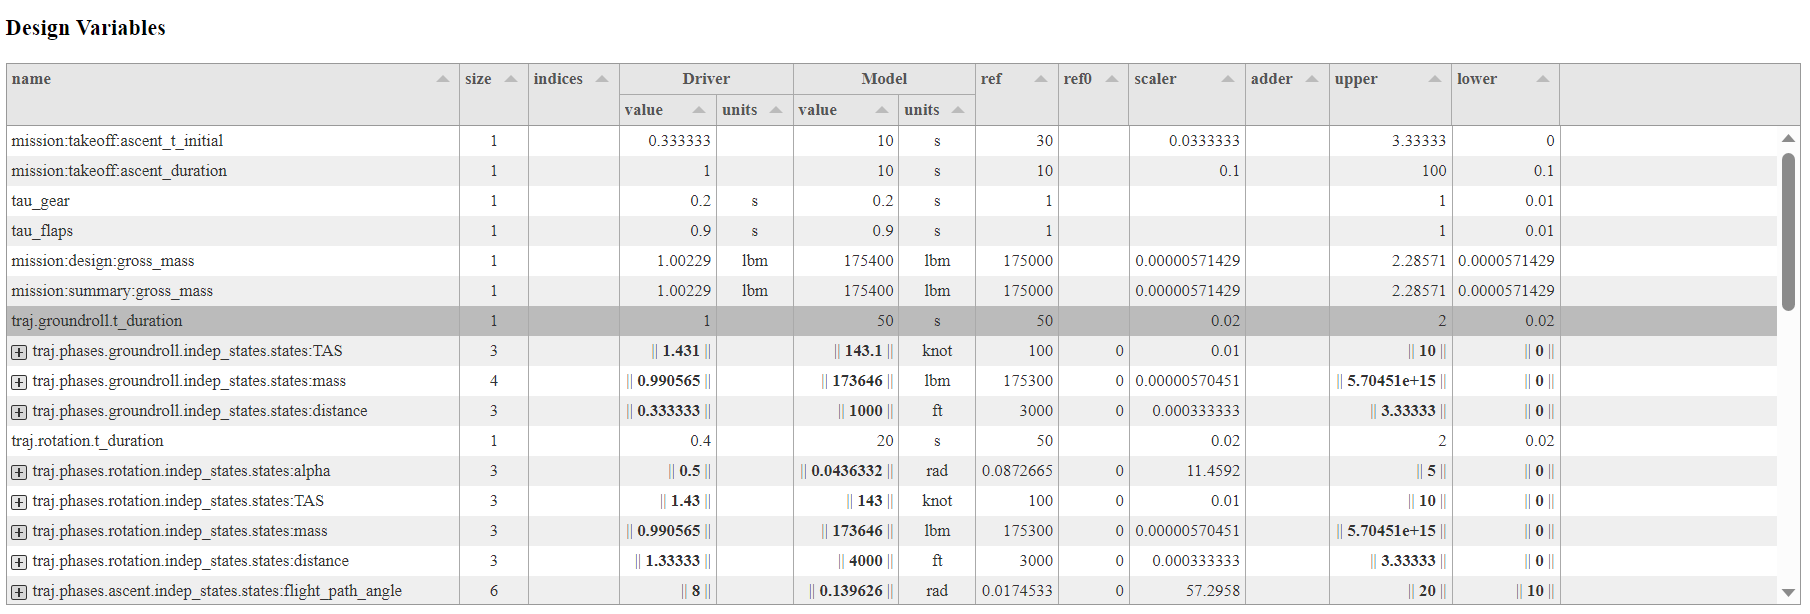 Design Variables
name size indices Driver Model ref ref0 scaler adder upper lower
value units value units
mission:takeoff:ascent_t_initial 1 0.333333 10 s 30 0.0333333 3.33333 0
mission:takeoff:ascent_duration 1 1 10 s 10 0.1 100 0.1
tau_gear 1 0.2 s 0.2 s 1 1 0.01
tau_flaps 1 0.9 s 0.9 s 1 1 0.01
mission:design:gross_mass 1 1.00229 lbm 175400 lbm 175000 0.00000571429 2.28571 0.0000571429
mission:summary:gross_mass 1 1.00229 lbm 175400 lbm 175000 0.00000571429 2.28571 0.0000571429
traj.groundroll.t_duration 1 1 50 s 50 0.02 2 0.02
traj.phases.groundroll.indep_states.states:TAS 3 || 1.431 || || 143.1 || knot 100 0 0.01 || 10 || || 0 ||
traj.phases.groundroll.indep_states.states:mass 4 || 0.990565 || || 173646 || lbm 175300 0 0.00000570451 || 5.70451e+15 || || 0 ||
traj.phases.groundroll.indep_states.states:distance 3 || 0.333333 || || 1000 || ft 3000 0 0.000333333 || 3.33333 || || 0 ||
traj.rotation.t_duration 1 0.4 20 s 50 0.02 2 0.02
traj.phases.rotation.indep_states.states:alpha 3 || 0.5 || || 0.0436332 || rad 0.0872665 0 11.4592 || 5 || || 0 ||
traj.phases.rotation.indep_states.states:TAS 3 || 1.43 || || 143 || knot 100 0 0.01 || 10 || || 0 ||
traj.phases.rotation.indep_states.states:mass 3 || 0.990565 || || 173646 || lbm 175300 0 0.00000570451 || 5.70451e+15 || || 0 ||
traj.phases.rotation.indep_states.states:distance 3 || 1.33333 || || 4000 || ft 3000 0 0.000333333 || 3.33333 || || 0 ||
traj.phases.ascent.indep_states.states:flight_path_angle 6 || 8 || || 0.139626 || rad 0.0174533 0 57.2958 || 20 || || 10 ||